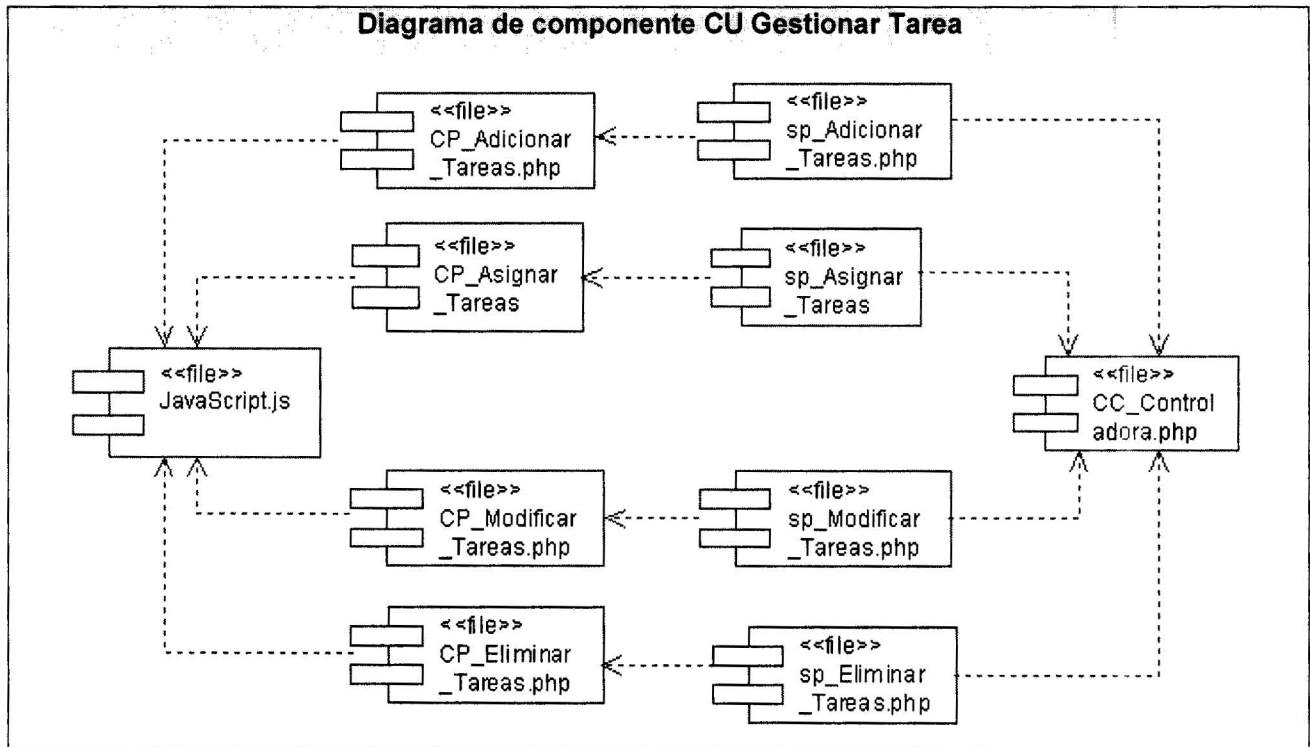 Diagrama de componente CU Gestionar Tarea
<<file>>
CP_Adicionar
_Tareas.php
<<file>>
sp_Adicionar
_Tareas.php
<<file>>
CP_Asignar
_Tareas
<<file>>
sp_Asignar
_Tareas
<<file>>
JavaScript.js
<<file>>
CC_Control
adora.php
<<file>>
CP_Modificar
_Tareas.php
<<file>>
sp_Modificar
_Tareas.php
<<file>>
CP_Eliminar
_Tareas.php
<<file>>
sp_Eliminar
_Tareas.php